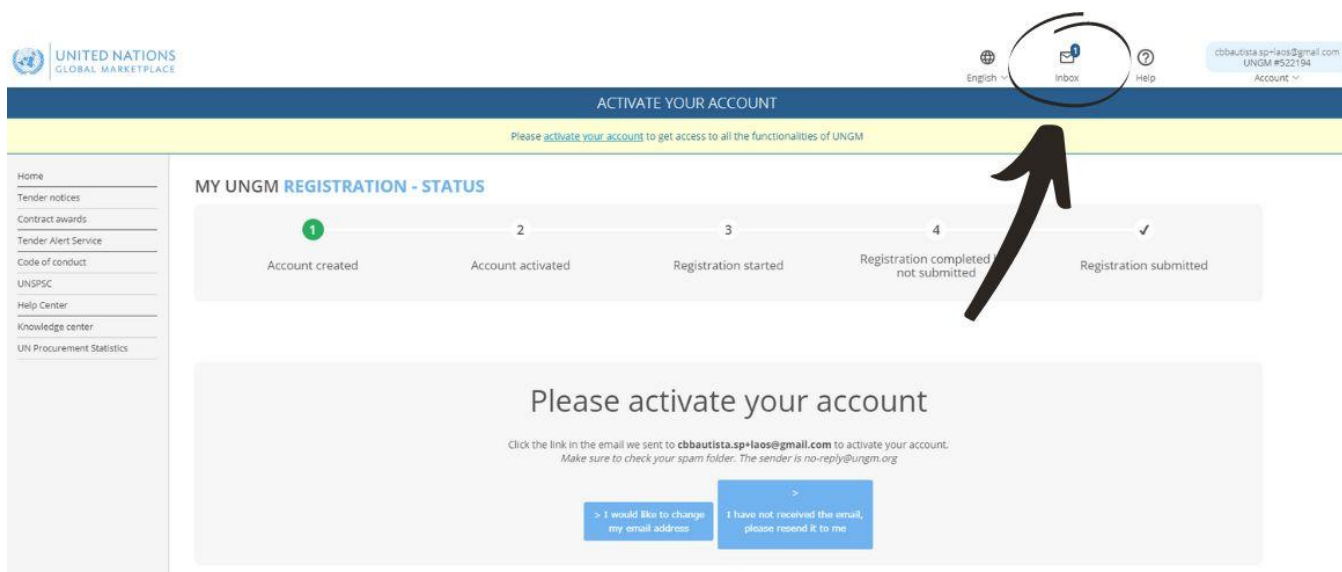 UNITED NATIONS
GLOBAL MARKETPLACE
English
1
Inbox
Help
cbbautista.sp+laos@gmail.com
UNGM #522194
Account
ACTIVATE YOUR ACCOUNT
Please activate your account to get access to all the functionalities of UNGM
Home
Tender notices
Contract awards
Tender Alert Service
Code of conduct
UNSPSC
Help Center
Knowledge center
UN Procurement Statistics
MY UNGM REGISTRATION - STATUS
1
Account created
2
Account activated
3
Registration started
4
Registration completed
not submitted
✓
Registration submitted
Please activate your account
Click the link in the email we sent to cbbautista.sp+laos@gmail.com to activate your account.
Make sure to check your spam folder. The sender is no-reply@ungm.org
> I would like to change
my email address
>
I have not received the email,
please resend it to me